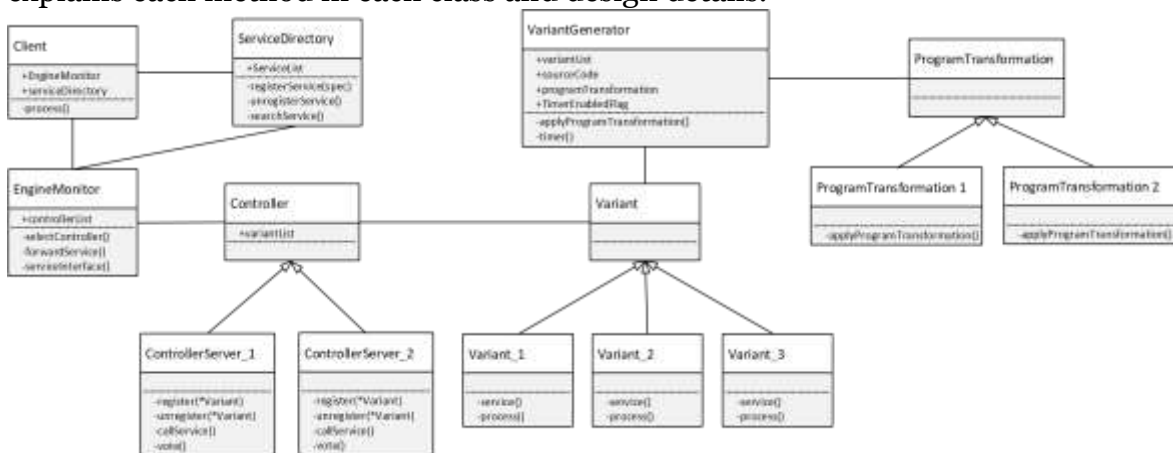 explains each method in each class and design details.
Client
+EngineMonitor
+serviceDirectory
-process()
ServiceDirectory
+ServiceList
-registerService(spec)
-unregisterService()
-searchService()
VariantGenerator
+variantList
+sourceCode
+programTransformation
+TimerEnabledFlag
-applyProgramTransformation()
-timer()
ProgramTransformation
EngineMonitor
+controllerList
-selectController()
-forwardService()
-serviceInterface()
Controller
+variantList
Variant
ProgramTransformation 1
-applyProgramTransformation()
ProgramTransformation 2
-applyProgramTransformation()
ControllerServer_1
-register(*Variant)
-unregister(*Variant)
-callService()
-vote()
ControllerServer_2
-register(*Variant)
-unregister(*Variant)
-callService()
-vote()
Variant_1
-service()
-process()
Variant_2
-service()
-process()
Variant_3
-service()
-process()